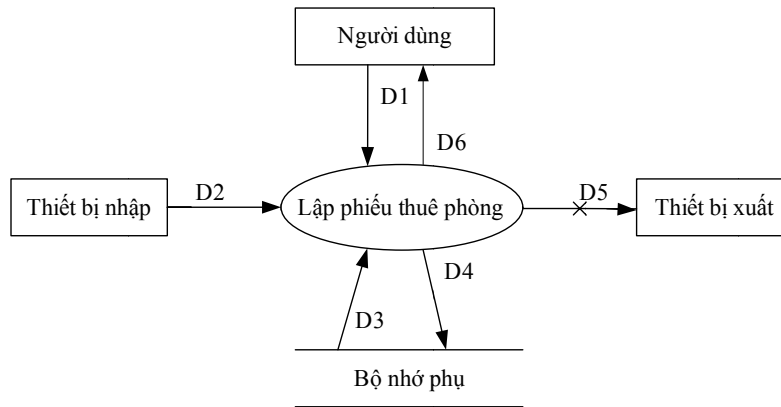 Người dùng
D1
D6
Thiết bị nhập
D2
Lập phiếu thuê phòng
D5
Thiết bị xuất
D4
D3
Bộ nhớ phụ